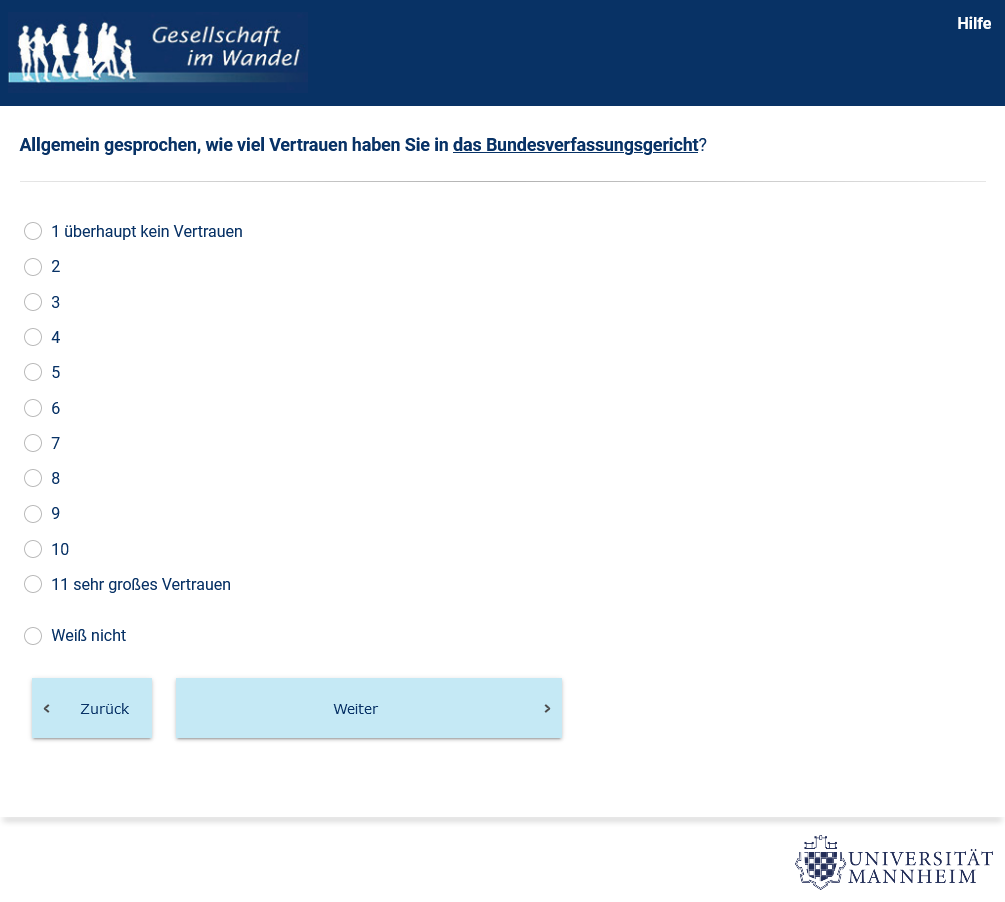 Gesellschaft
im Wandel
Hilfe
Allgemein gesprochen, wie viel Vertrauen haben Sie in das Bundesverfassungsgericht?
1 überhaupt kein Vertrauen
2
3
4
5
6
7
8
9
10
11 sehr großes Vertrauen
Weiß nicht
Zurück
Weiter
UNIVERSITÄT
MANNHEIM